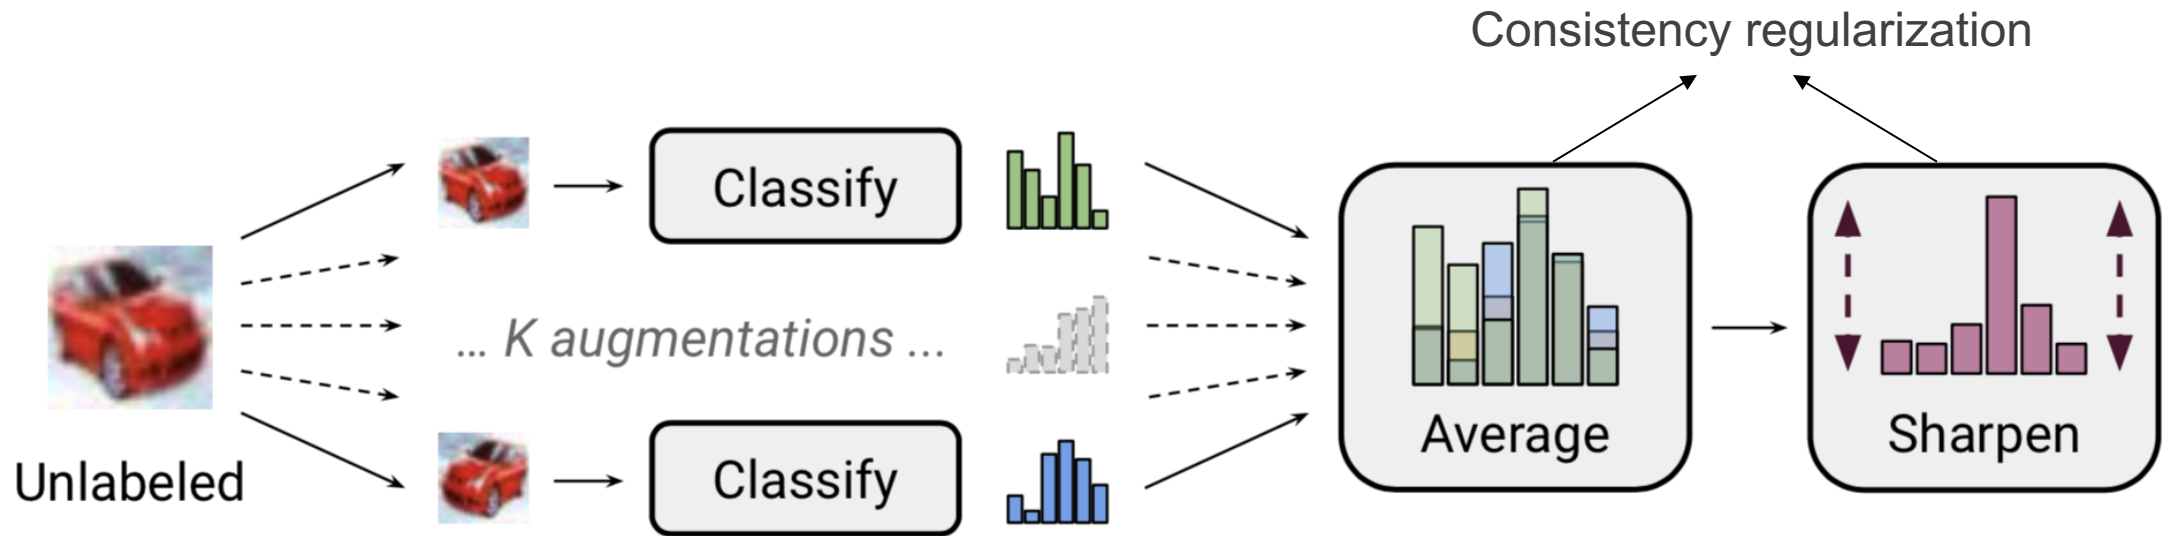 Consistency regularization
Classify
... K augmentations ...
Unlabeled
Classify
Average
Sharpen